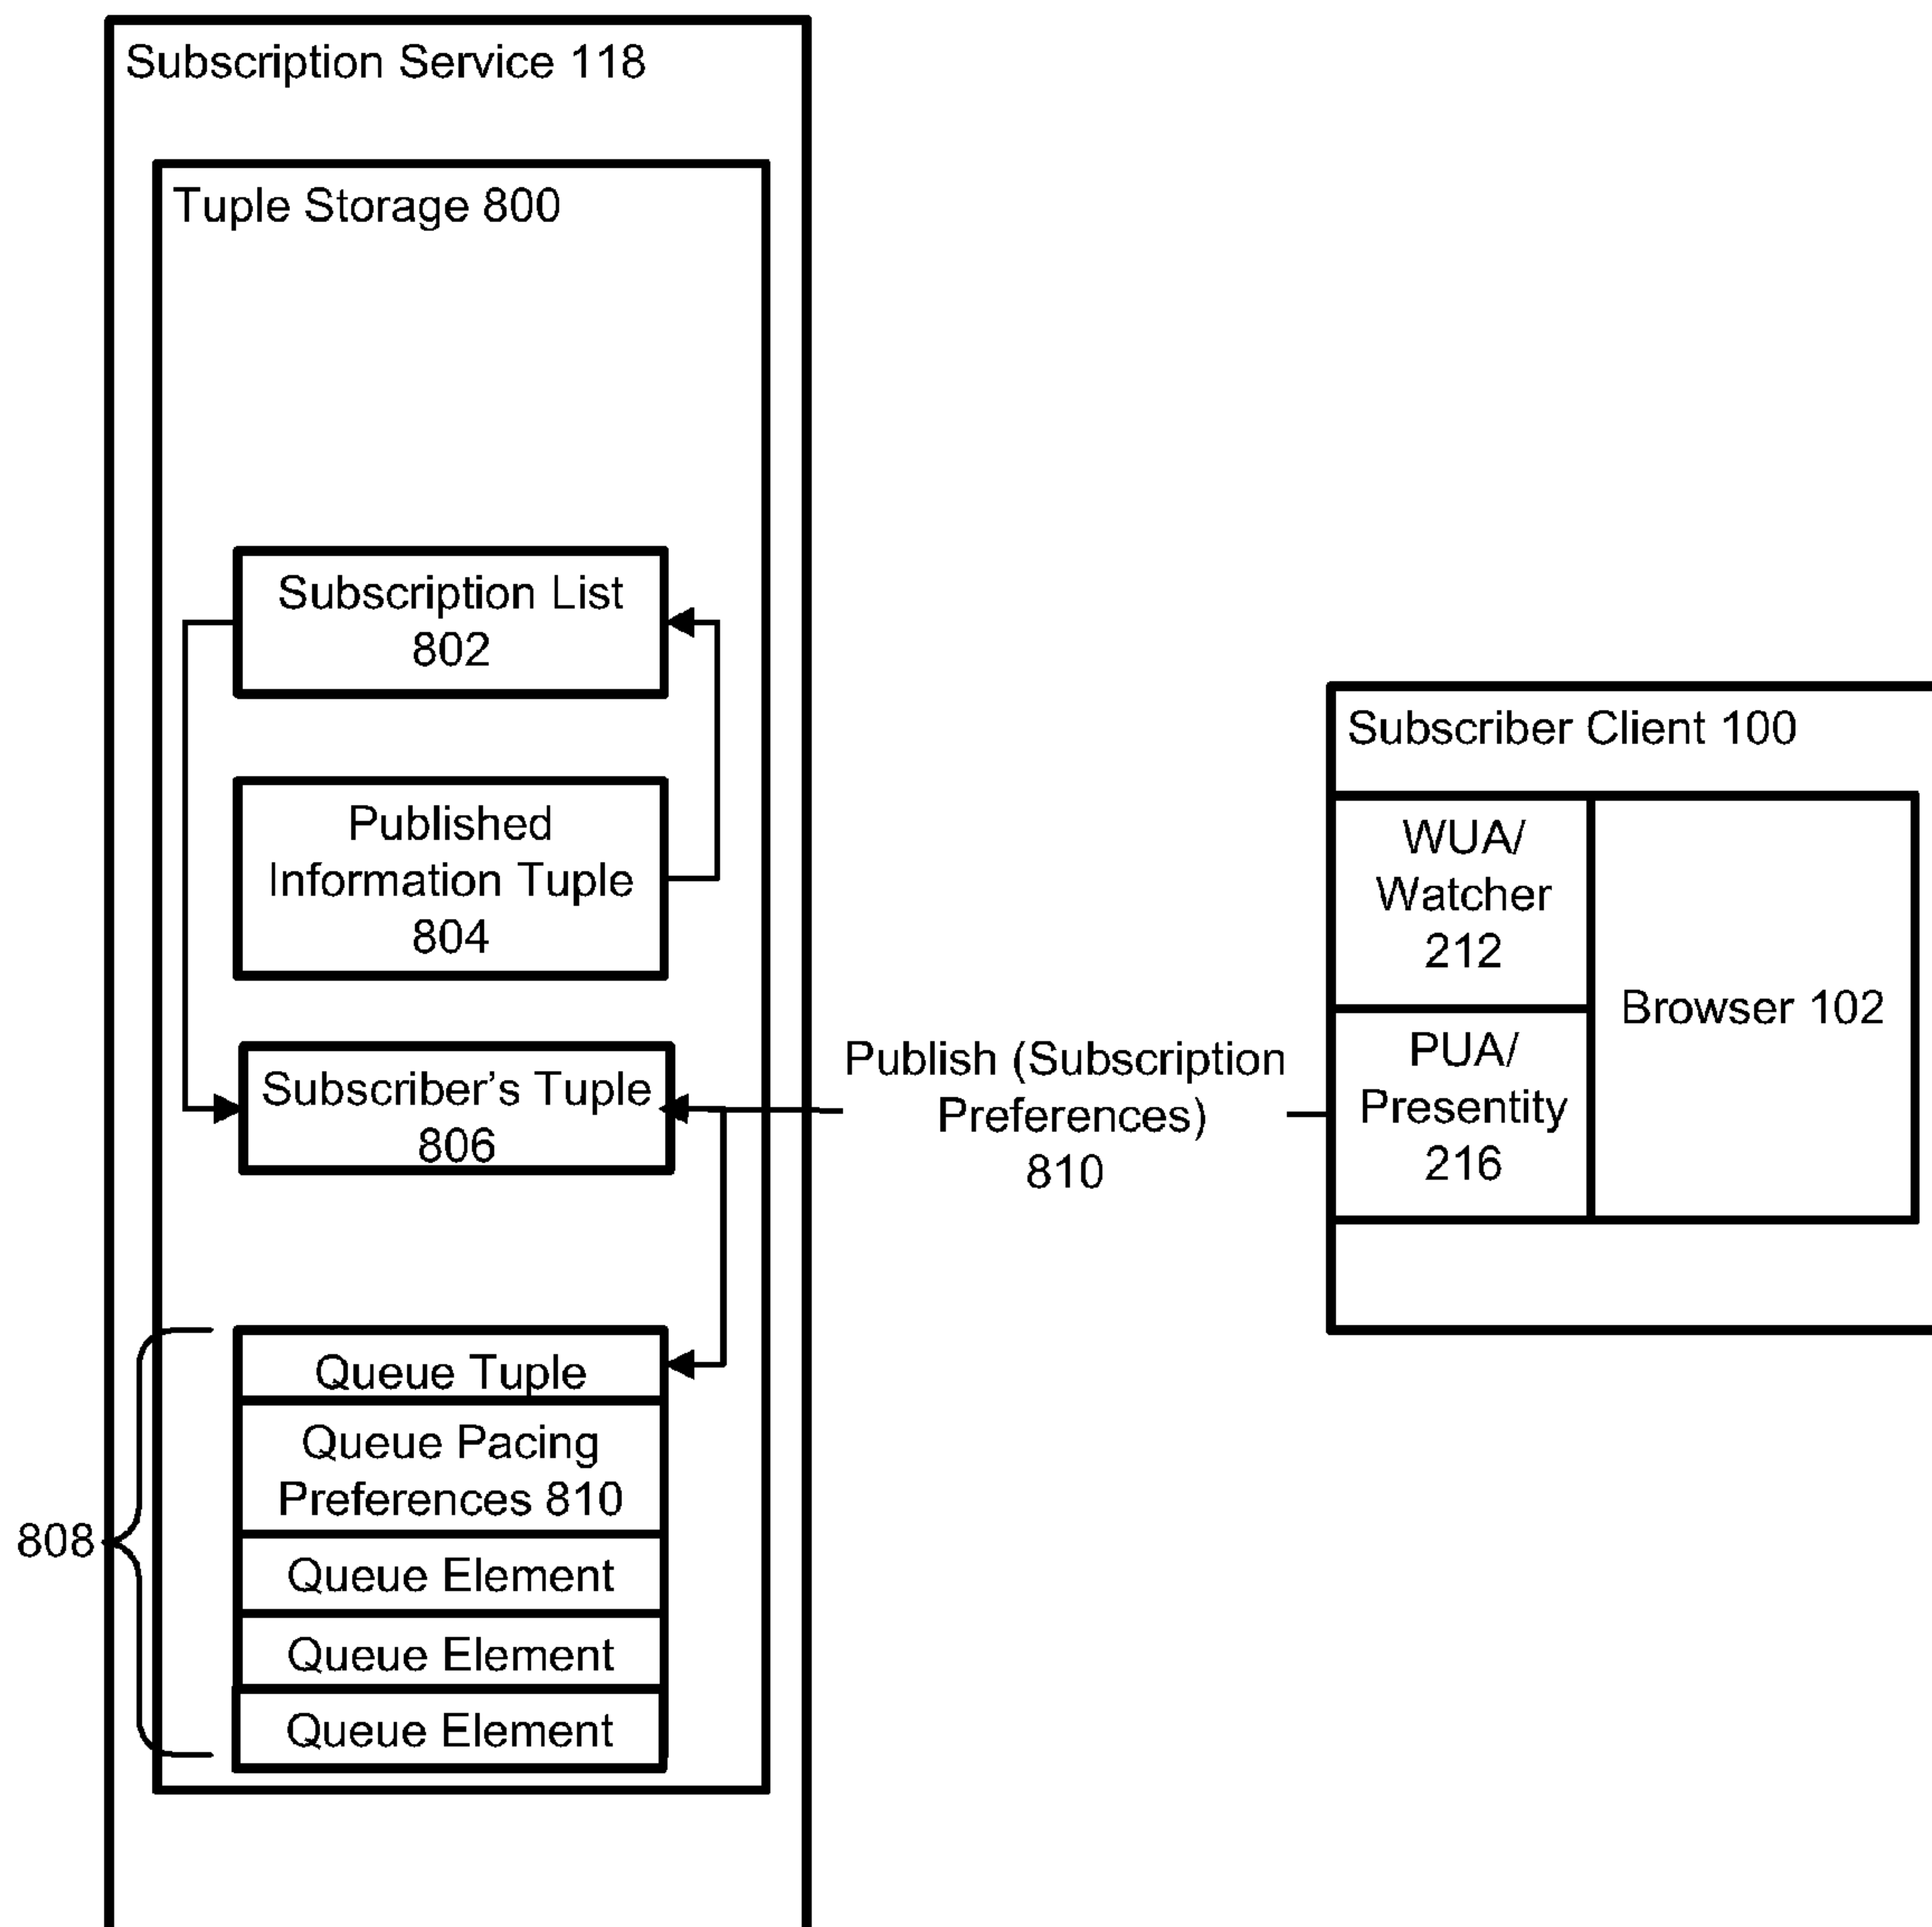 Subscription Service 118
Tuple Storage 800
Subscription List
802
Published
Information Tuple
804
Subscriber’s Tuple
806
Queue Tuple
Queue Pacing
Preferences 810
Queue Element
Queue Element
Queue Element
808
Publish (Subscription
Preferences)
810
Subscriber Client 100
WUA/
Watcher
212
PUA/
Presentity
216
Browser 102